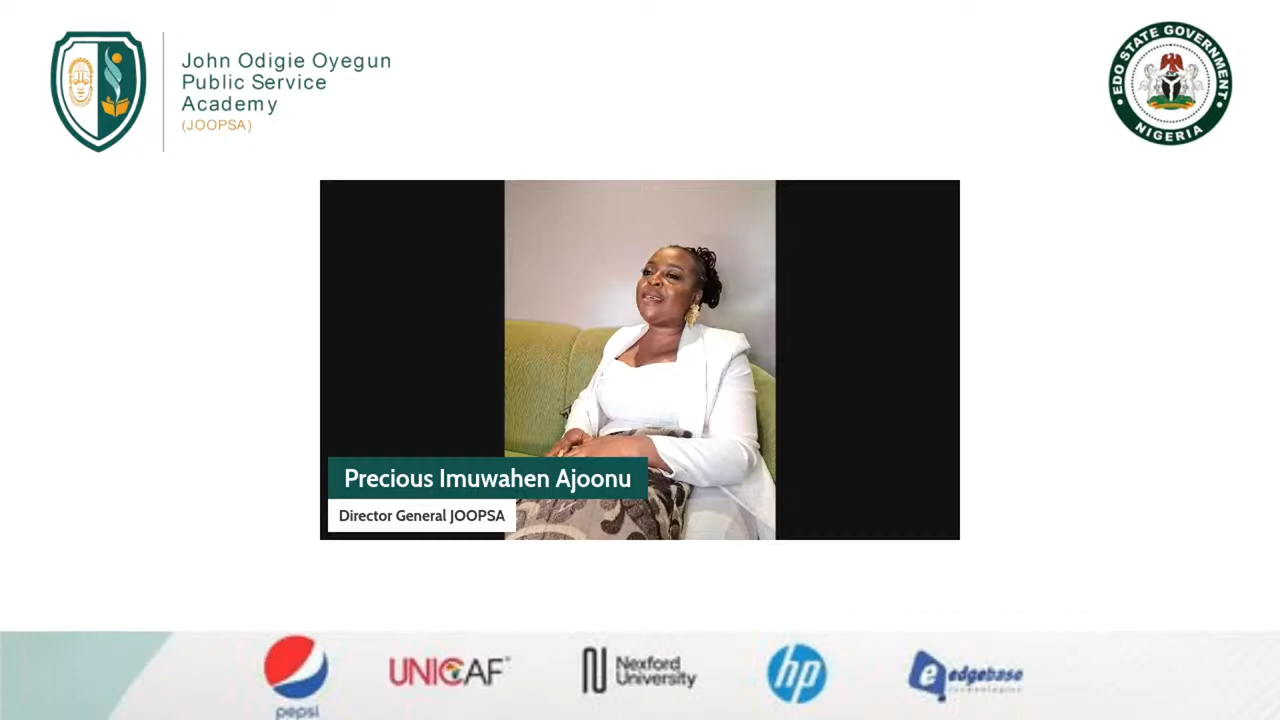 John Odigie Oyegun
Public Service
Academy
(JOOPSA)
EDO STATE GOVERNMENT
NIGERIA
Precious Imuwahen Ajoonu
Director General JOOPSA
pepsi
UNICAF
Nexford
University
hp
e edgebase
technologies